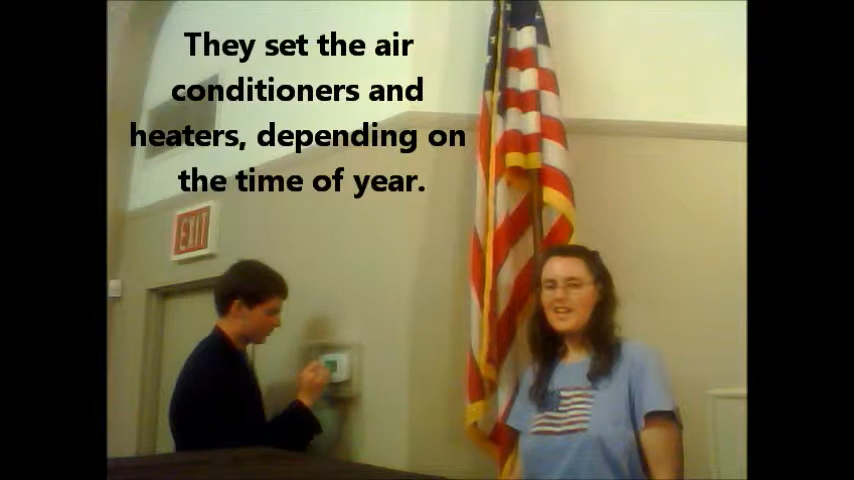 They set the air
conditioners and
heaters, depending on
the time of year.
EXIT